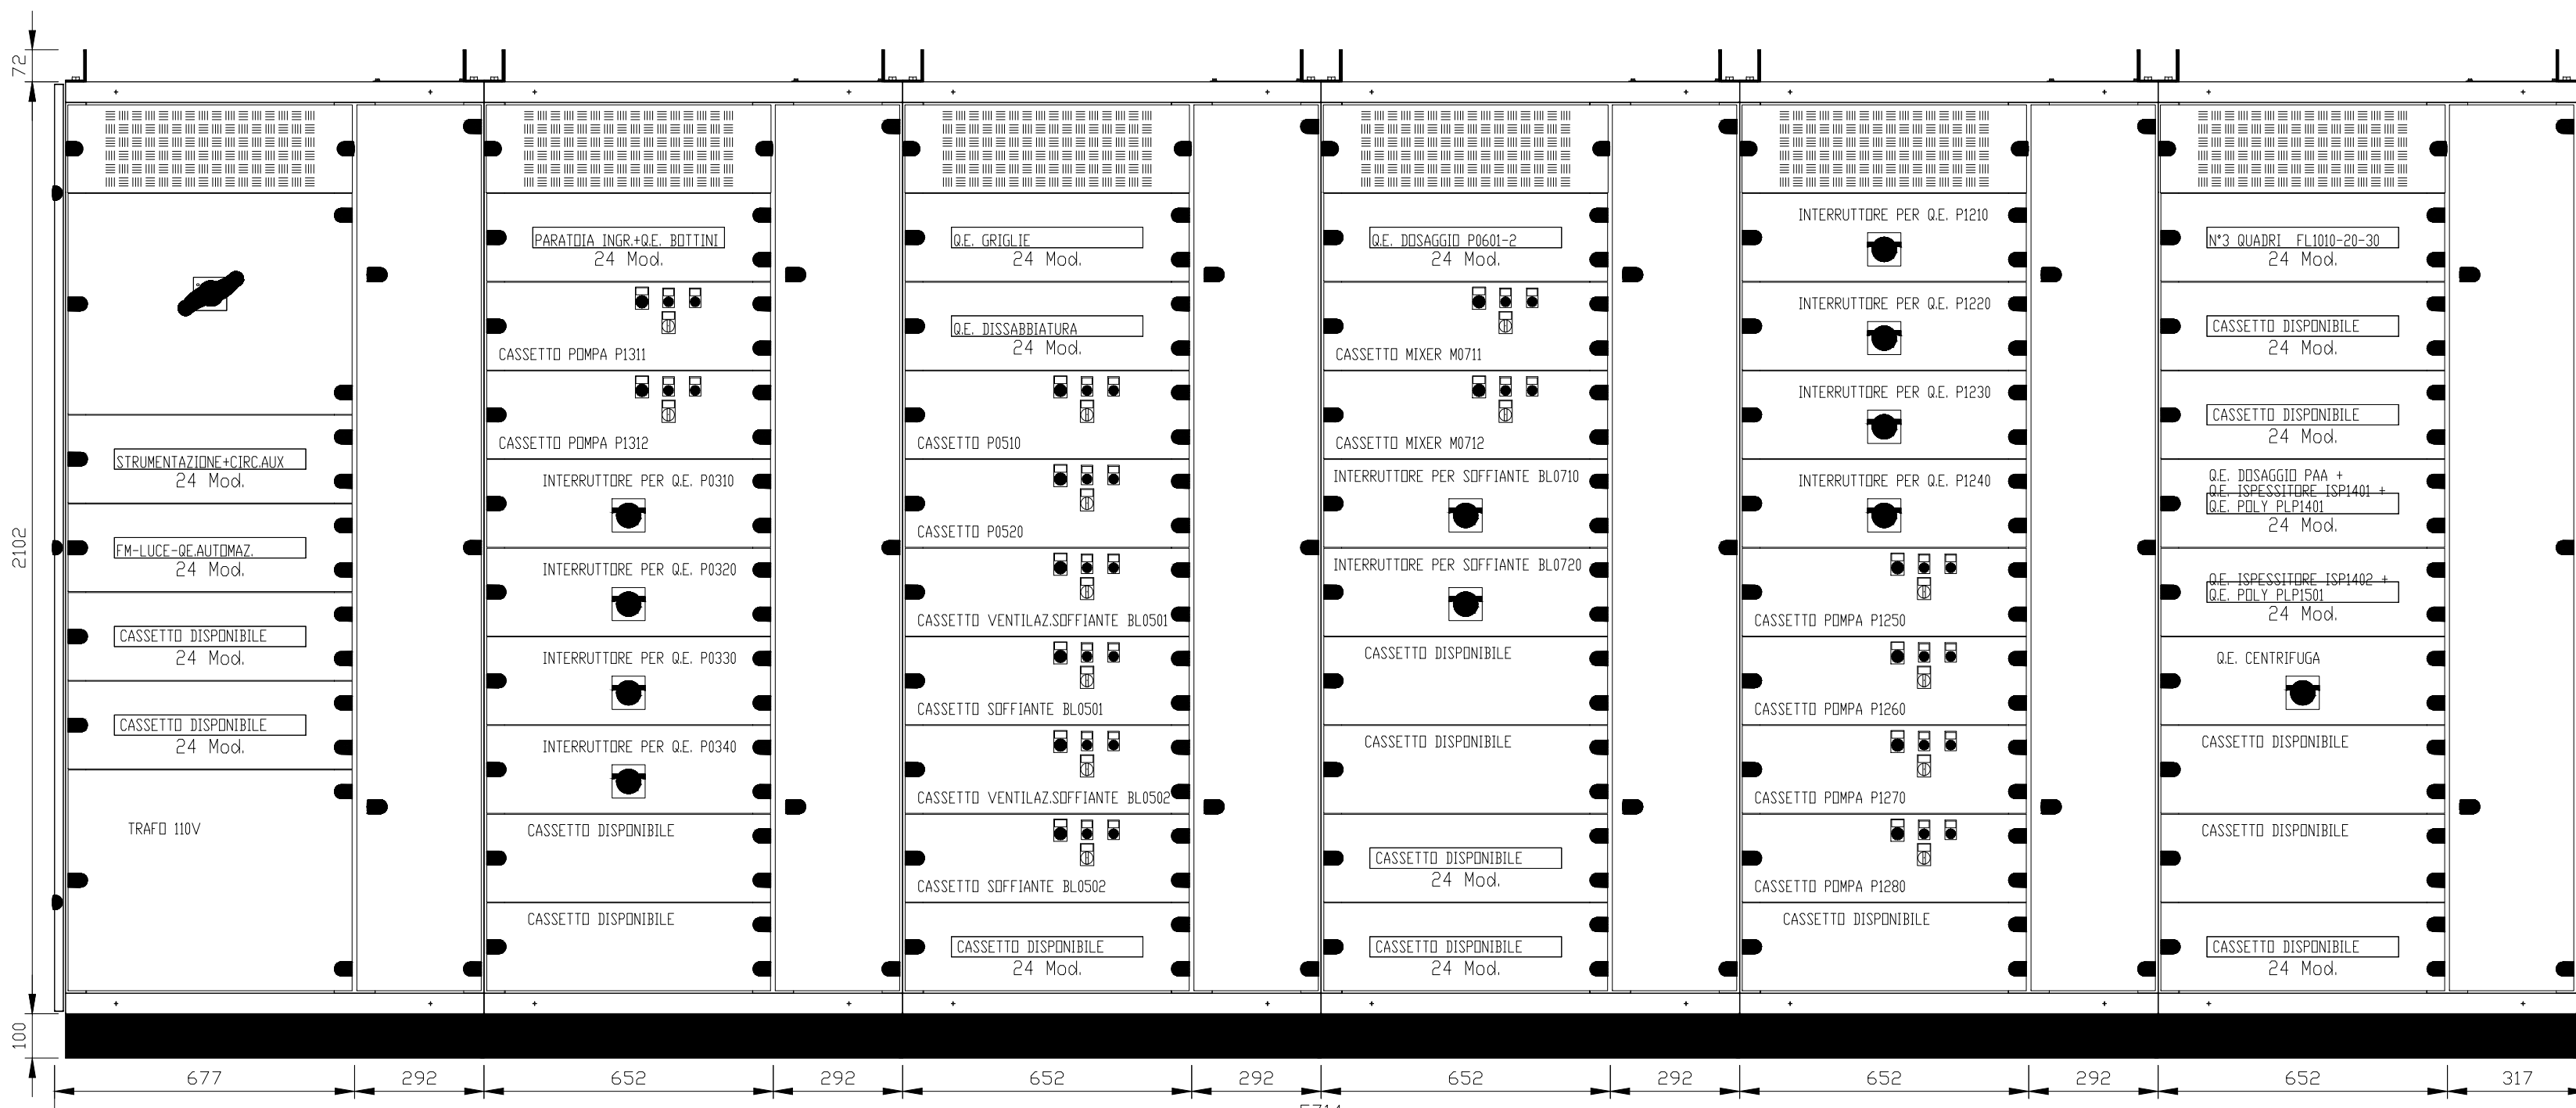 72
2102
100
STRUMENTAZIONE+CIRC.AUX
24 Mod.
FM-LUCE-QE.AUTOMAZ.
24 Mod.
CASSETTO DISPONIBILE
24 Mod.
CASSETTO DISPONIBILE
24 Mod.
TRAFO 110V
PARATOIA INGR.+Q.E. BOTTINI
24 Mod.
CASSETTO POMPA P1311
CASSETTO POMPA P1312
INTERRUTTORE PER Q.E. P0310
INTERRUTTORE PER Q.E. P0320
INTERRUTTORE PER Q.E. P0330
INTERRUTTORE PER Q.E. P0340
CASSETTO DISPONIBILE
CASSETTO DISPONIBILE
Q.E. GRIGLIE
24 Mod.
Q.E. DISSABBIATURA
24 Mod.
CASSETTO P0510
CASSETTO P0520
CASSETTO VENTILAZ.SOFFIANTE BL0501
CASSETTO SOFFIANTE BL0501
CASSETTO VENTILAZ.SOFFIANTE BL0502
CASSETTO SOFFIANTE BL0502
CASSETTO DISPONIBILE
24 Mod.
Q.E. DOSAGGIO P0601-2
24 Mod.
CASSETTO MIXER M0711
CASSETTO MIXER M0712
INTERRUTTORE PER SOFFIANTE BL0710
INTERRUTTORE PER SOFFIANTE BL0720
CASSETTO DISPONIBILE
CASSETTO DISPONIBILE
CASSETTO DISPONIBILE
24 Mod.
CASSETTO DISPONIBILE
24 Mod.
INTERRUTTORE PER Q.E. P1210
INTERRUTTORE PER Q.E. P1220
INTERRUTTORE PER Q.E. P1230
INTERRUTTORE PER Q.E. P1240
CASSETTO POMPA P1250
CASSETTO POMPA P1260
CASSETTO POMPA P1270
CASSETTO POMPA P1280
CASSETTO DISPONIBILE
N°3 QUADRI FL1010-20-30
24 Mod.
CASSETTO DISPONIBILE
24 Mod.
CASSETTO DISPONIBILE
24 Mod.
Q.E. DOSAGGIO PAA +
Q.E. ISPESSITORE ISP1401 +
Q.E. POLY PLP1401
24 Mod.
Q.E. ISPESSITORE ISP1402 +
Q.E. POLY PLP1501
24 Mod.
Q.E. CENTRIFUGA
CASSETTO DISPONIBILE
CASSETTO DISPONIBILE
CASSETTO DISPONIBILE
24 Mod.
677 292 652 292 652 292 652 292 652 292 652 317